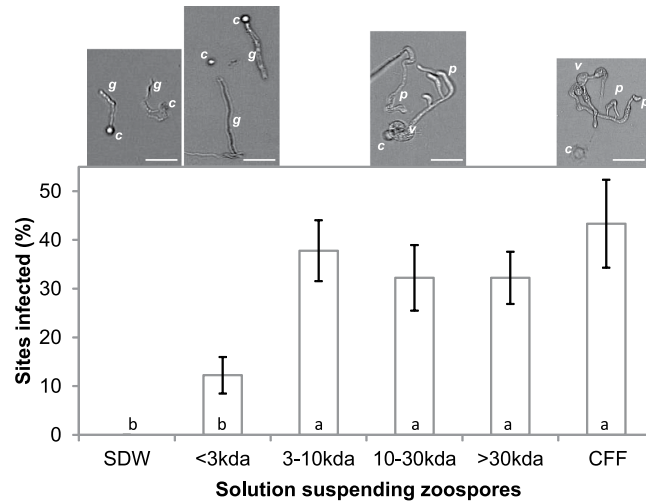 c
g
g
c
c
g
c
g
p
p
c
v
v
p
p
c
Sites infected (%)
50
40
30
20
10
0
b
b
a
a
a
a
SDW
<3kda
3-10kda
10-30kda
>30kda
CFF
Solution suspending zoospores